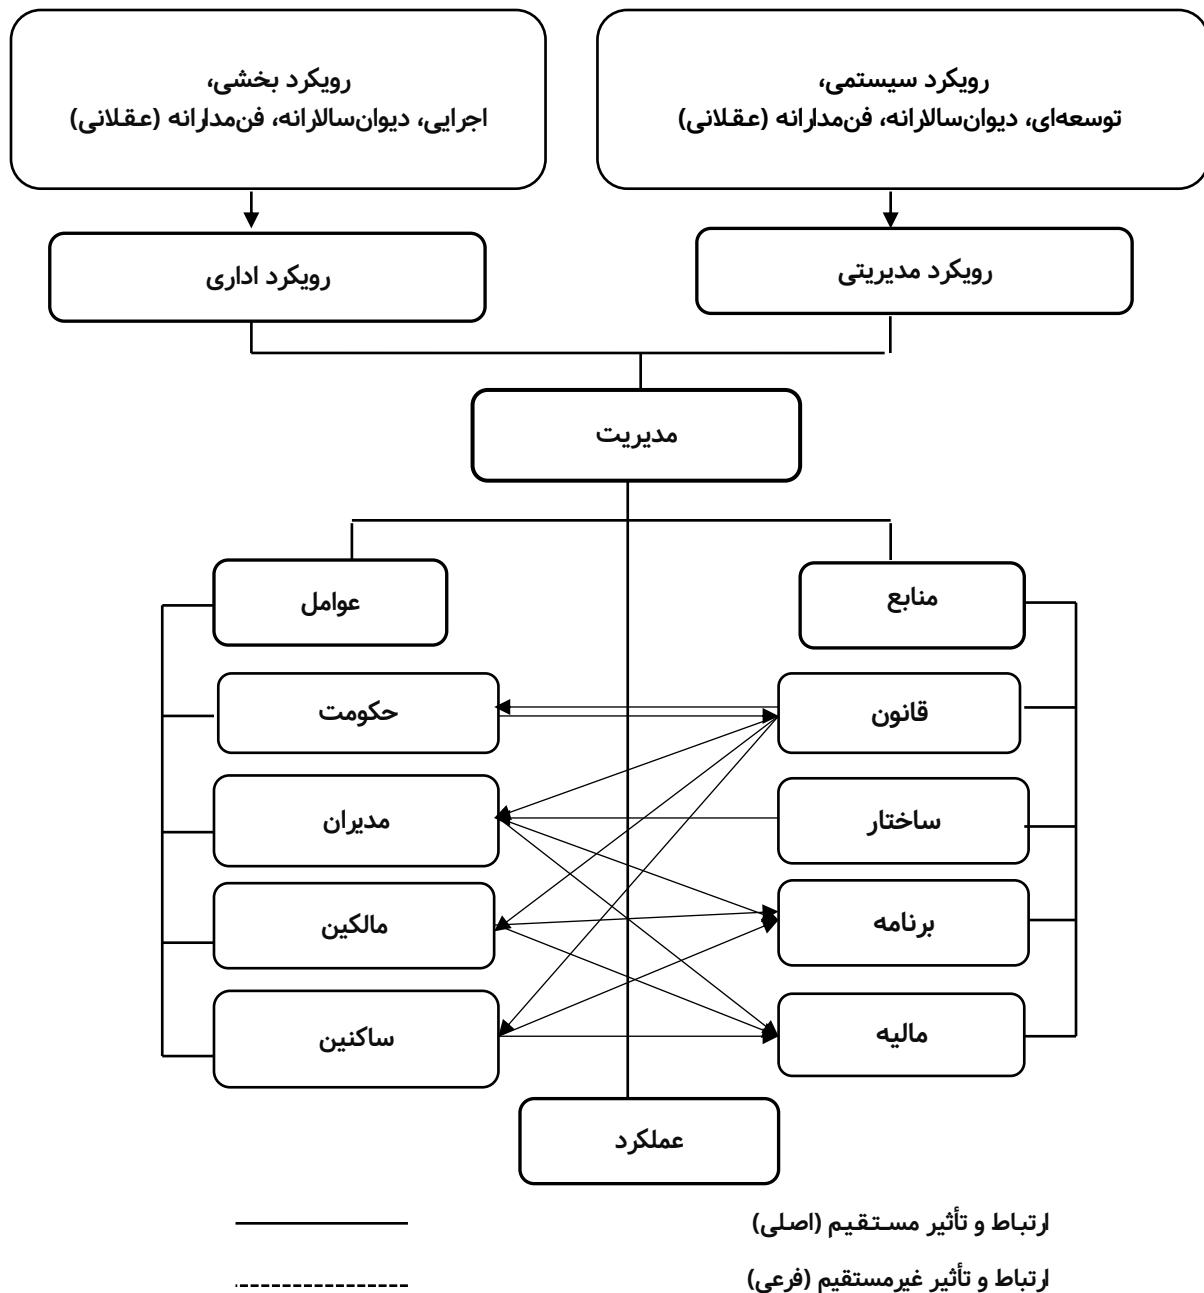 رویکرد سیستمی،
توسعه‌ای، دیوان‌سالارانه، فن‌مدارانه (عقلانی)
رویکرد بخشی،
اجرایی، دیوان‌سالارانه، فن‌مدارانه (عقلانی)
رویکرد مدیریتی
رویکرد اداری
مدیریت
منابع
عوامل
قانون
حکومت
ساختار
مدیران
برنامه
مالکین
مالیه
ساکنین
عملکرد
ارتباط و تأثیر مستقیم (اصلی)
ارتباط و تأثیر غیرمستقیم (فرعی)